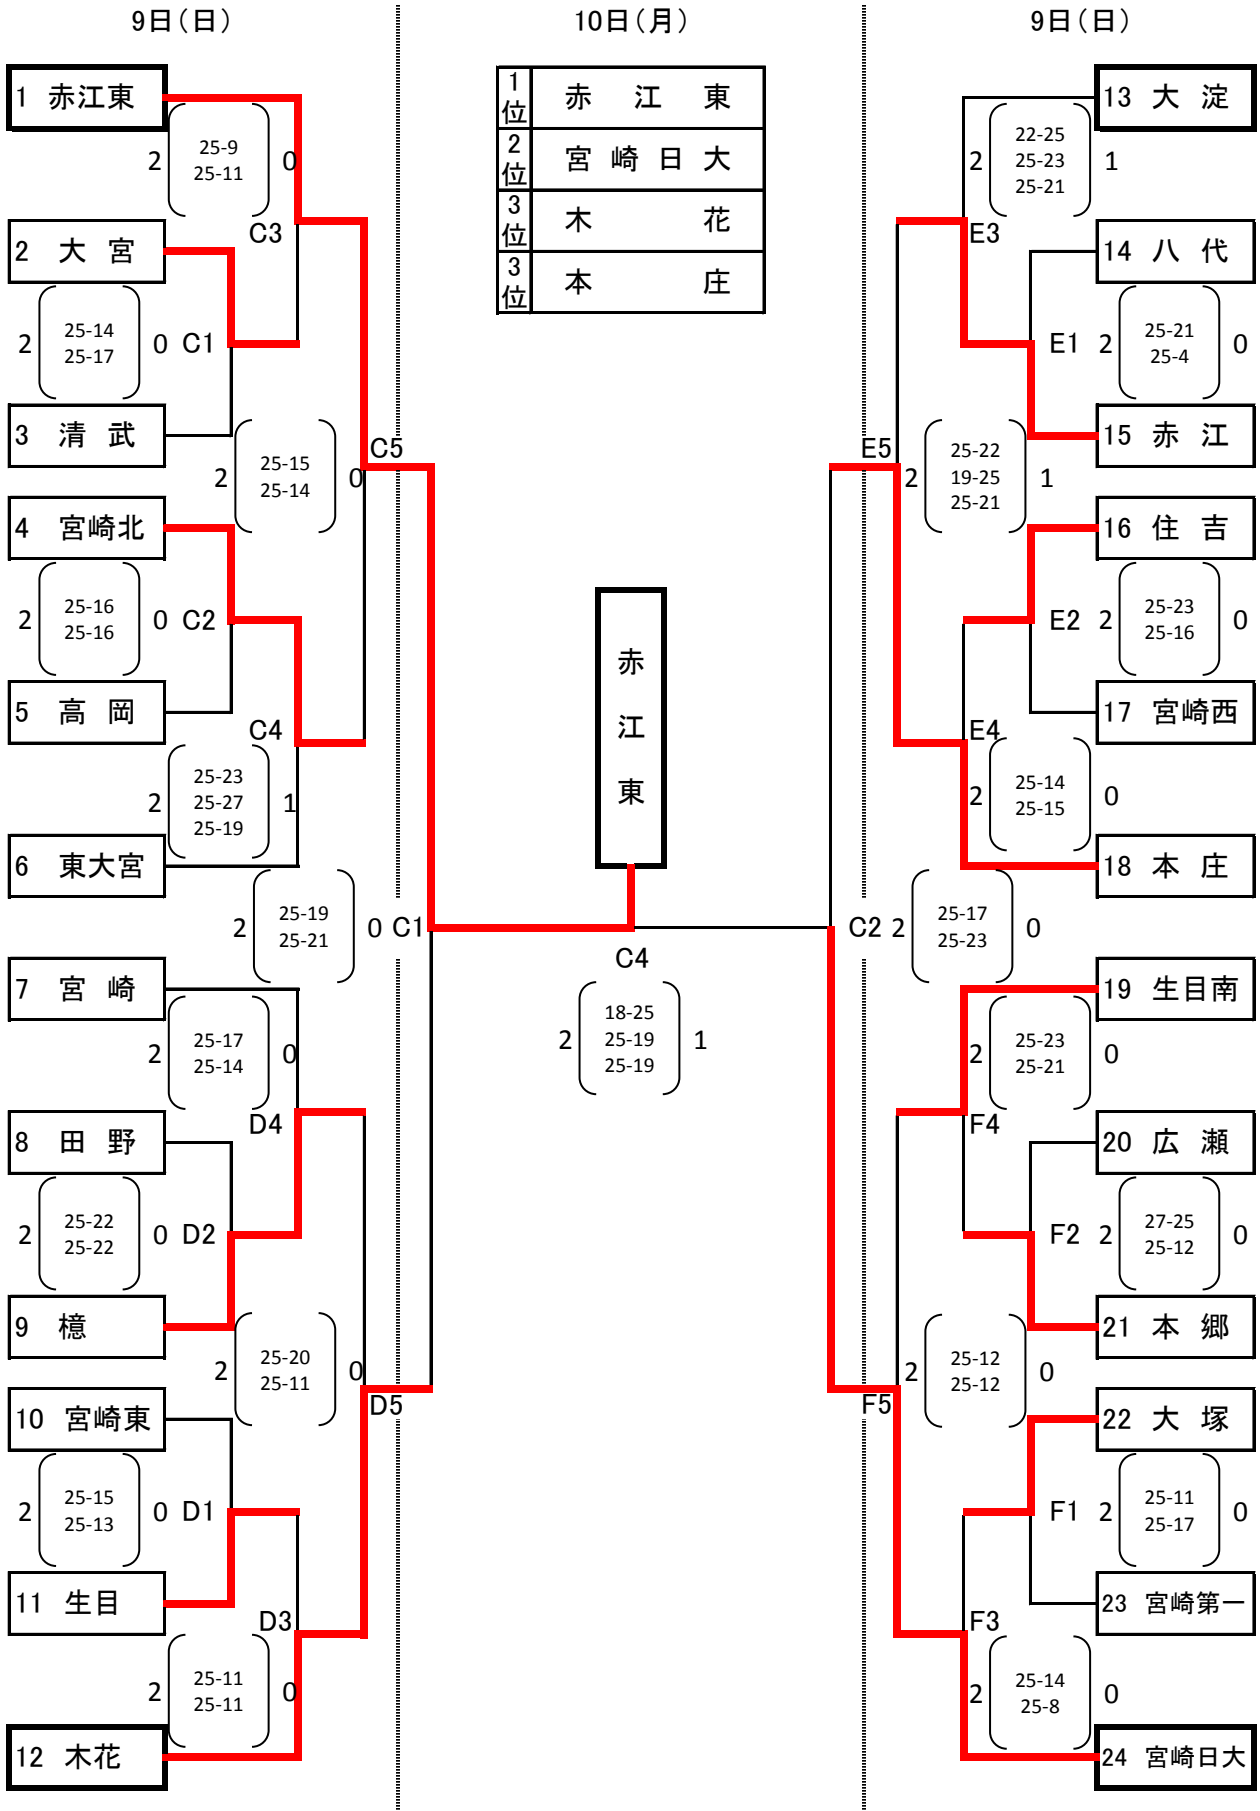 9日(日)
10日(月)
9日(日)
1位 赤江東
2位 宮崎日大
3位 木花
3位 本庄
1 赤江東
2 25-9 0
25-11
C3
2 大宮
2 25-14 0 C1
25-17
3 清武
2 25-15 0
25-14
C5
4 宮崎北
2 25-16 0 C2
25-16
5 高岡
C4
2 25-23 1
25-27
25-19
6 東大宮
2 25-19 0 C1
25-21
7 宮崎
2 25-17 0
25-14
D4
8 田野
2 25-22 0 D2
25-22
9 檍
2 25-20 0
25-11
D5
10 宮崎東
2 25-15 0 D1
25-13
11 生目
D3
2 25-11 0
25-11
12 木花
赤江東
C4
2 18-25 1
25-19
25-19
13 大淀
2 22-25 1
25-23
25-21
E3
14 八代
E1 2 25-21 0
25-4
15 赤江
E5
2 25-22 1
19-25
25-21
16 住吉
E2 2 25-23 0
25-16
17 宮崎西
E4
2 25-14 0
25-15
18 本庄
C2 2 25-17 0
25-23
19 生目南
2 25-23 0
25-21
F4
20 広瀬
F2 2 27-25 0
25-12
21 本郷
2 25-12 0
25-12
F5
22 大塚
F1 2 25-11 0
25-17
23 宮崎第一
F3
2 25-14 0
25-8
24 宮崎日大